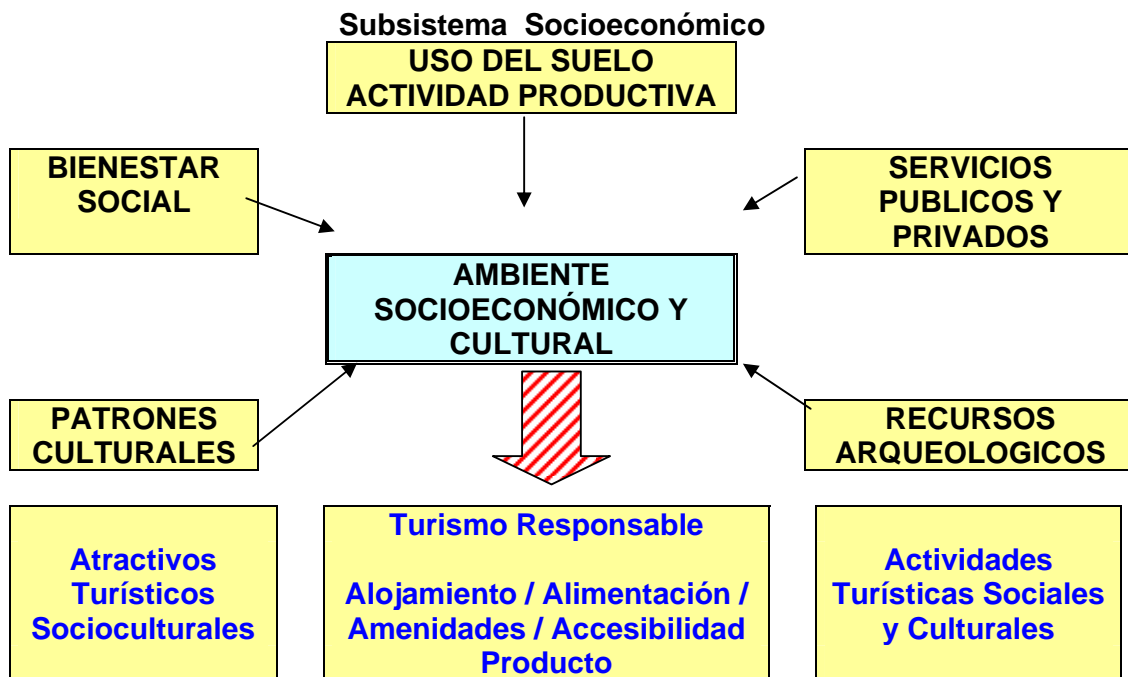 Subsistema Socioeconómico
USO DEL SUELO
ACTIVIDAD PRODUCTIVA
BIENESTAR
SOCIAL
SERVICIOS
PUBLICOS Y
PRIVADOS
AMBIENTE
SOCIOECONÓMICO Y
CULTURAL
PATRONES
CULTURALES
RECURSOS
ARQUEOLOGICOS
Atractivos
Turísticos
Socioculturales
Turismo Responsable
Alojamiento / Alimentación /
Amenidades / Accesibilidad
Producto
Actividades
Turísticas Sociales
y Culturales